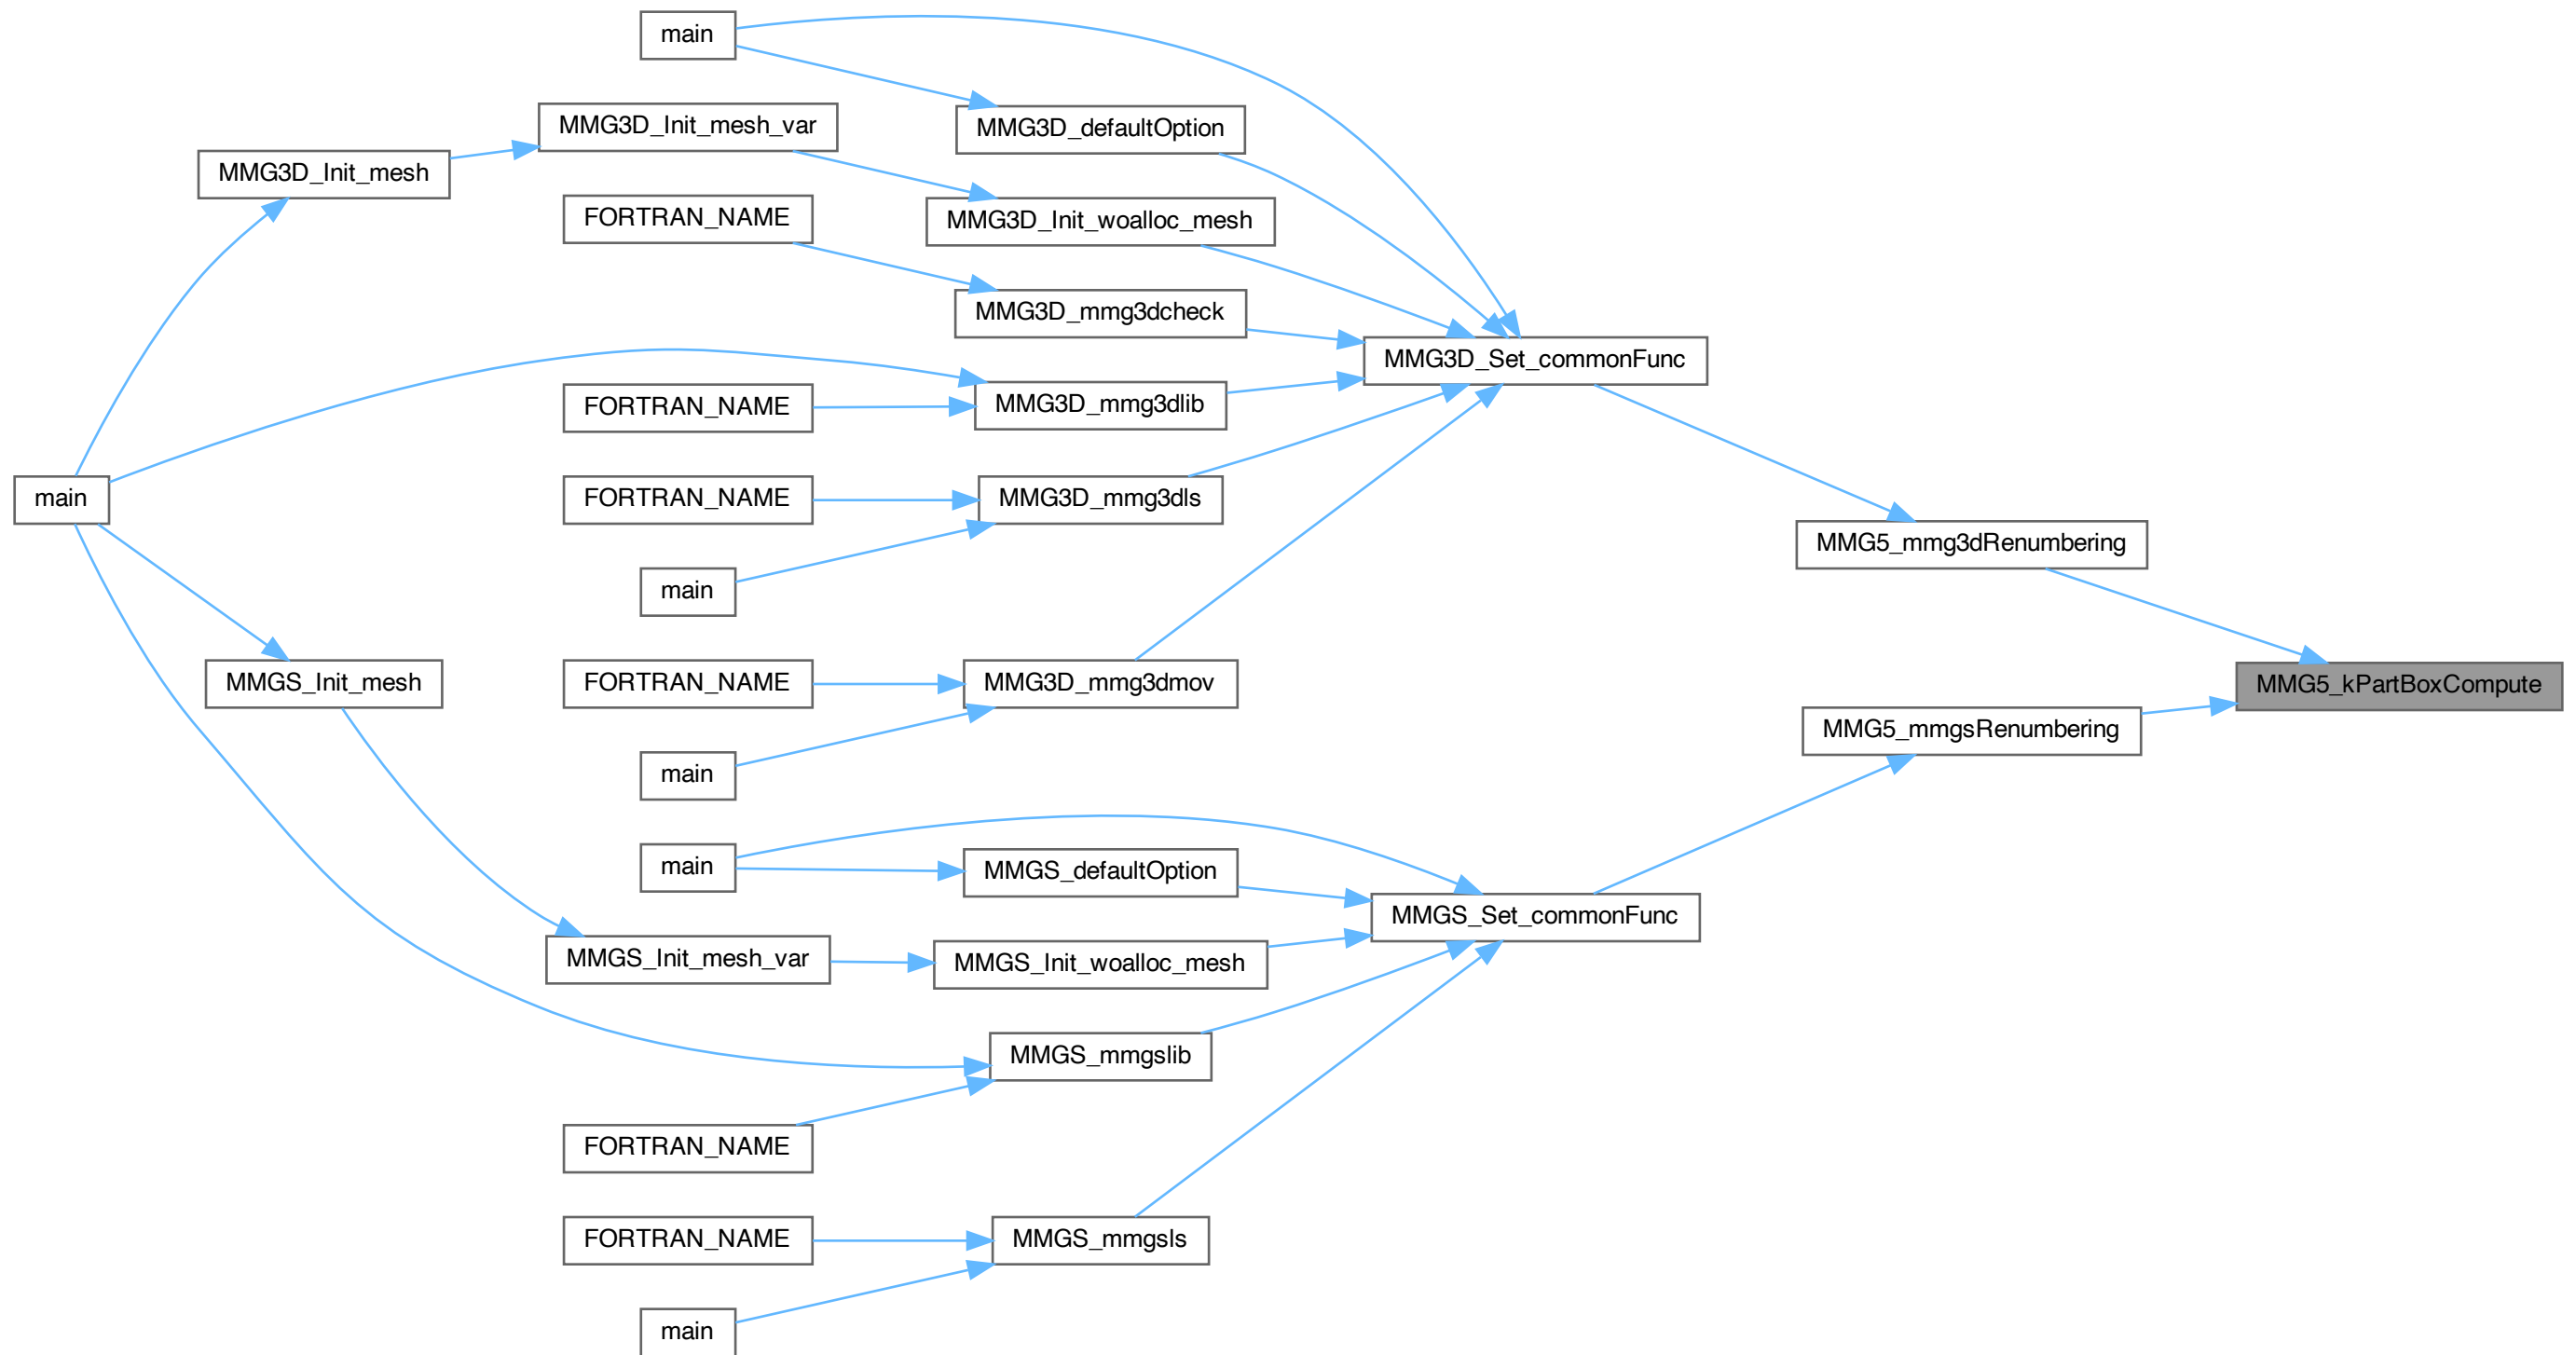 main
MMG3D_Init_mesh_var
MMG3D_defaultOption
MMG3D_Init_mesh
FORTRAN_NAME
MMG3D_Init_woalloc_mesh
MMG3D_mmg3dcheck
MMG3D_Set_commonFunc
FORTRAN_NAME
MMG3D_mmg3dlib
main
FORTRAN_NAME
MMG3D_mmg3dls
MMG5_mmg3dRenumbering
main
MMGS_Init_mesh
FORTRAN_NAME
MMG3D_mmg3dmov
MMG5_kPartBoxCompute
MMG5_mmgsRenumbering
main
main
MMGS_defaultOption
MMGS_Set_commonFunc
MMGS_Init_mesh_var
MMGS_Init_woalloc_mesh
MMGS_mmgslib
FORTRAN_NAME
FORTRAN_NAME
MMGS_mmgsls
main